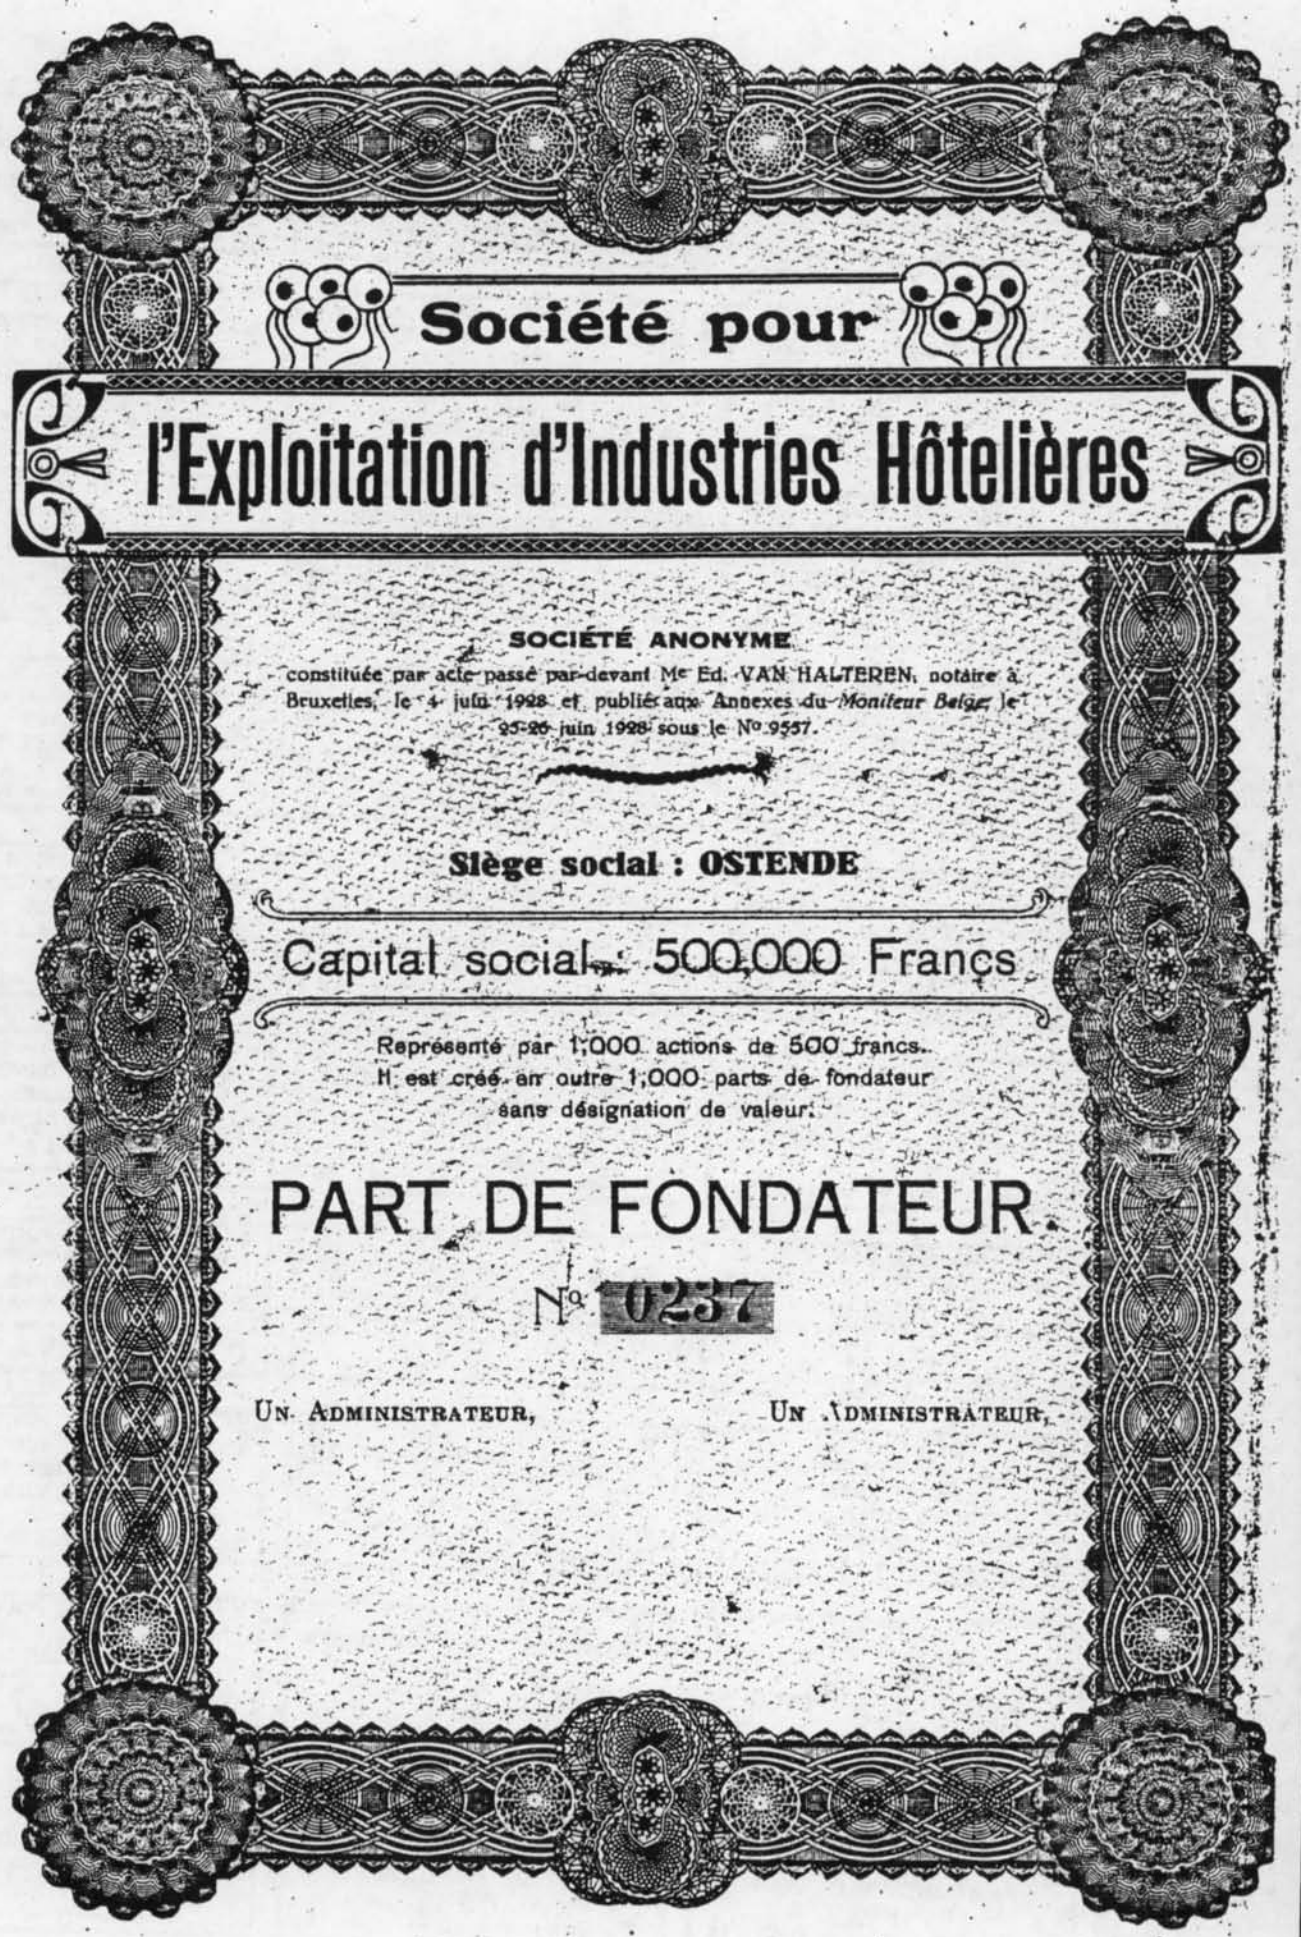 Société pour
l'Exploitation d'Industries Hôtelières
SOCIÉTÉ ANONYME
constituée par acte passé par-devant Me Ed. VAN HALTEREN, notaire à
Bruxelles, le 4 juin 1928 et publié aux Annexes du Moniteur Belge le
25-26 juin 1928 sous le No 9557.
Siège social : OSTENDE
Capital social : 500,000 Francs
Représenté par 1,000 actions de 500 francs.
Il est créé en outre 1,000 parts de fondateur
sans désignation de valeur.
PART DE FONDATEUR
No 0237
UN ADMINISTRATEUR,
UN ADMINISTRATEUR,